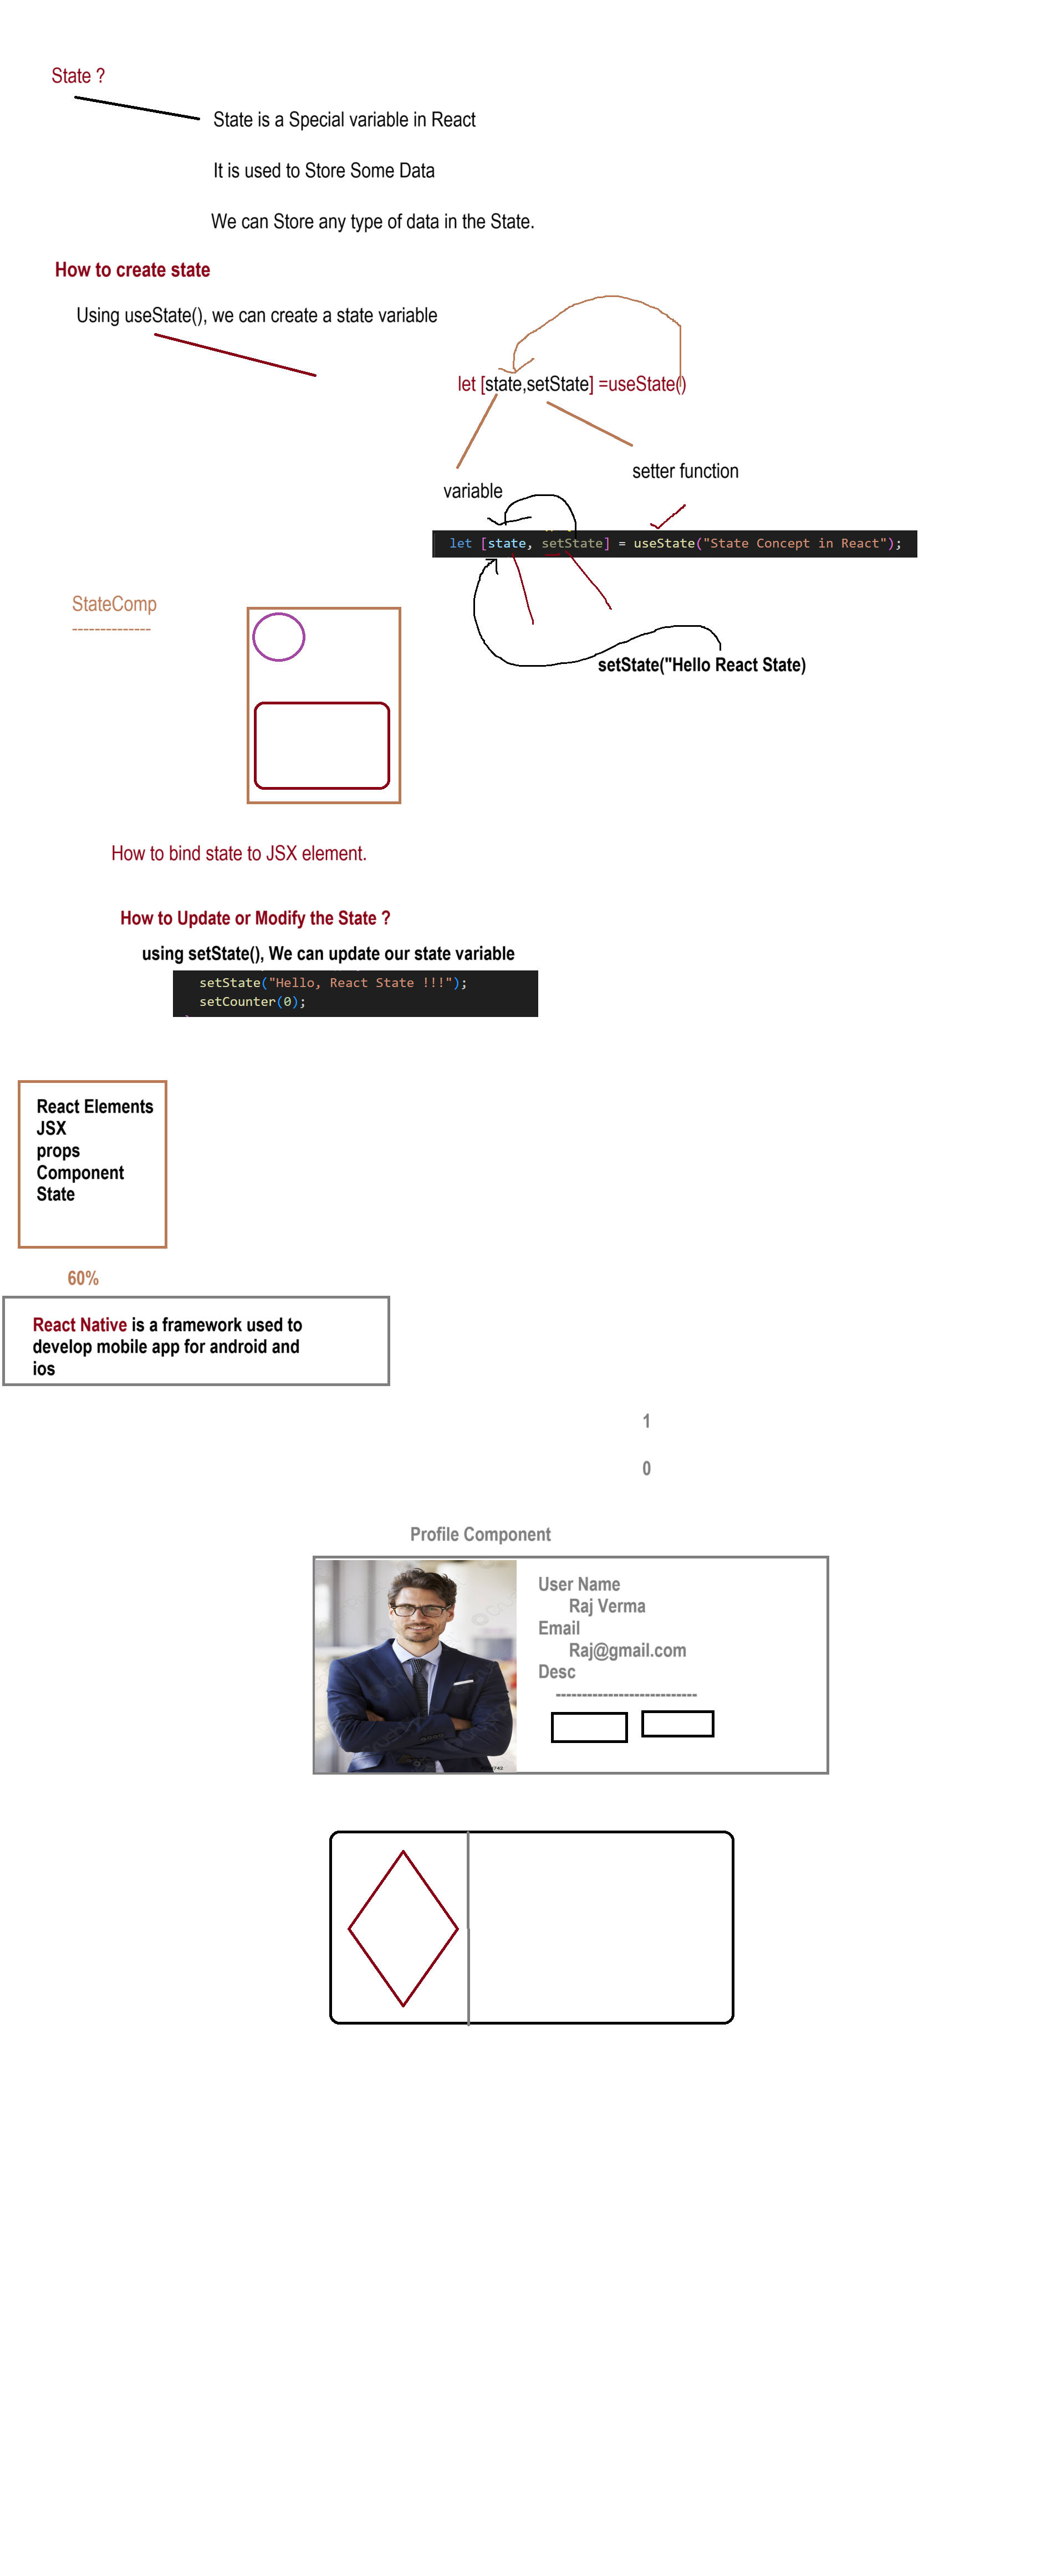 State ?
State is a Special variable in React
It is used to Store Some Data
We can Store any type of data in the State.
How to create state
Using useState(), we can create a state variable
let [state,setState] =useState()
setter function
variable
let [state, setState] = useState("State Concept in React");
StateComp
--------------
setState("Hello React State)
How to bind state to JSX element.
How to Update or Modify the State ?
using setState(), We can update our state variable
setState("Hello, React State !!!");
setCounter(0);
React Elements
JSX
props
Component
State
60%
React Native is a framework used to
develop mobile app for android and
ios
1
0
Profile Component
User Name
Raj Verma
Email
Raj@gmail.com
Desc
---------------------------